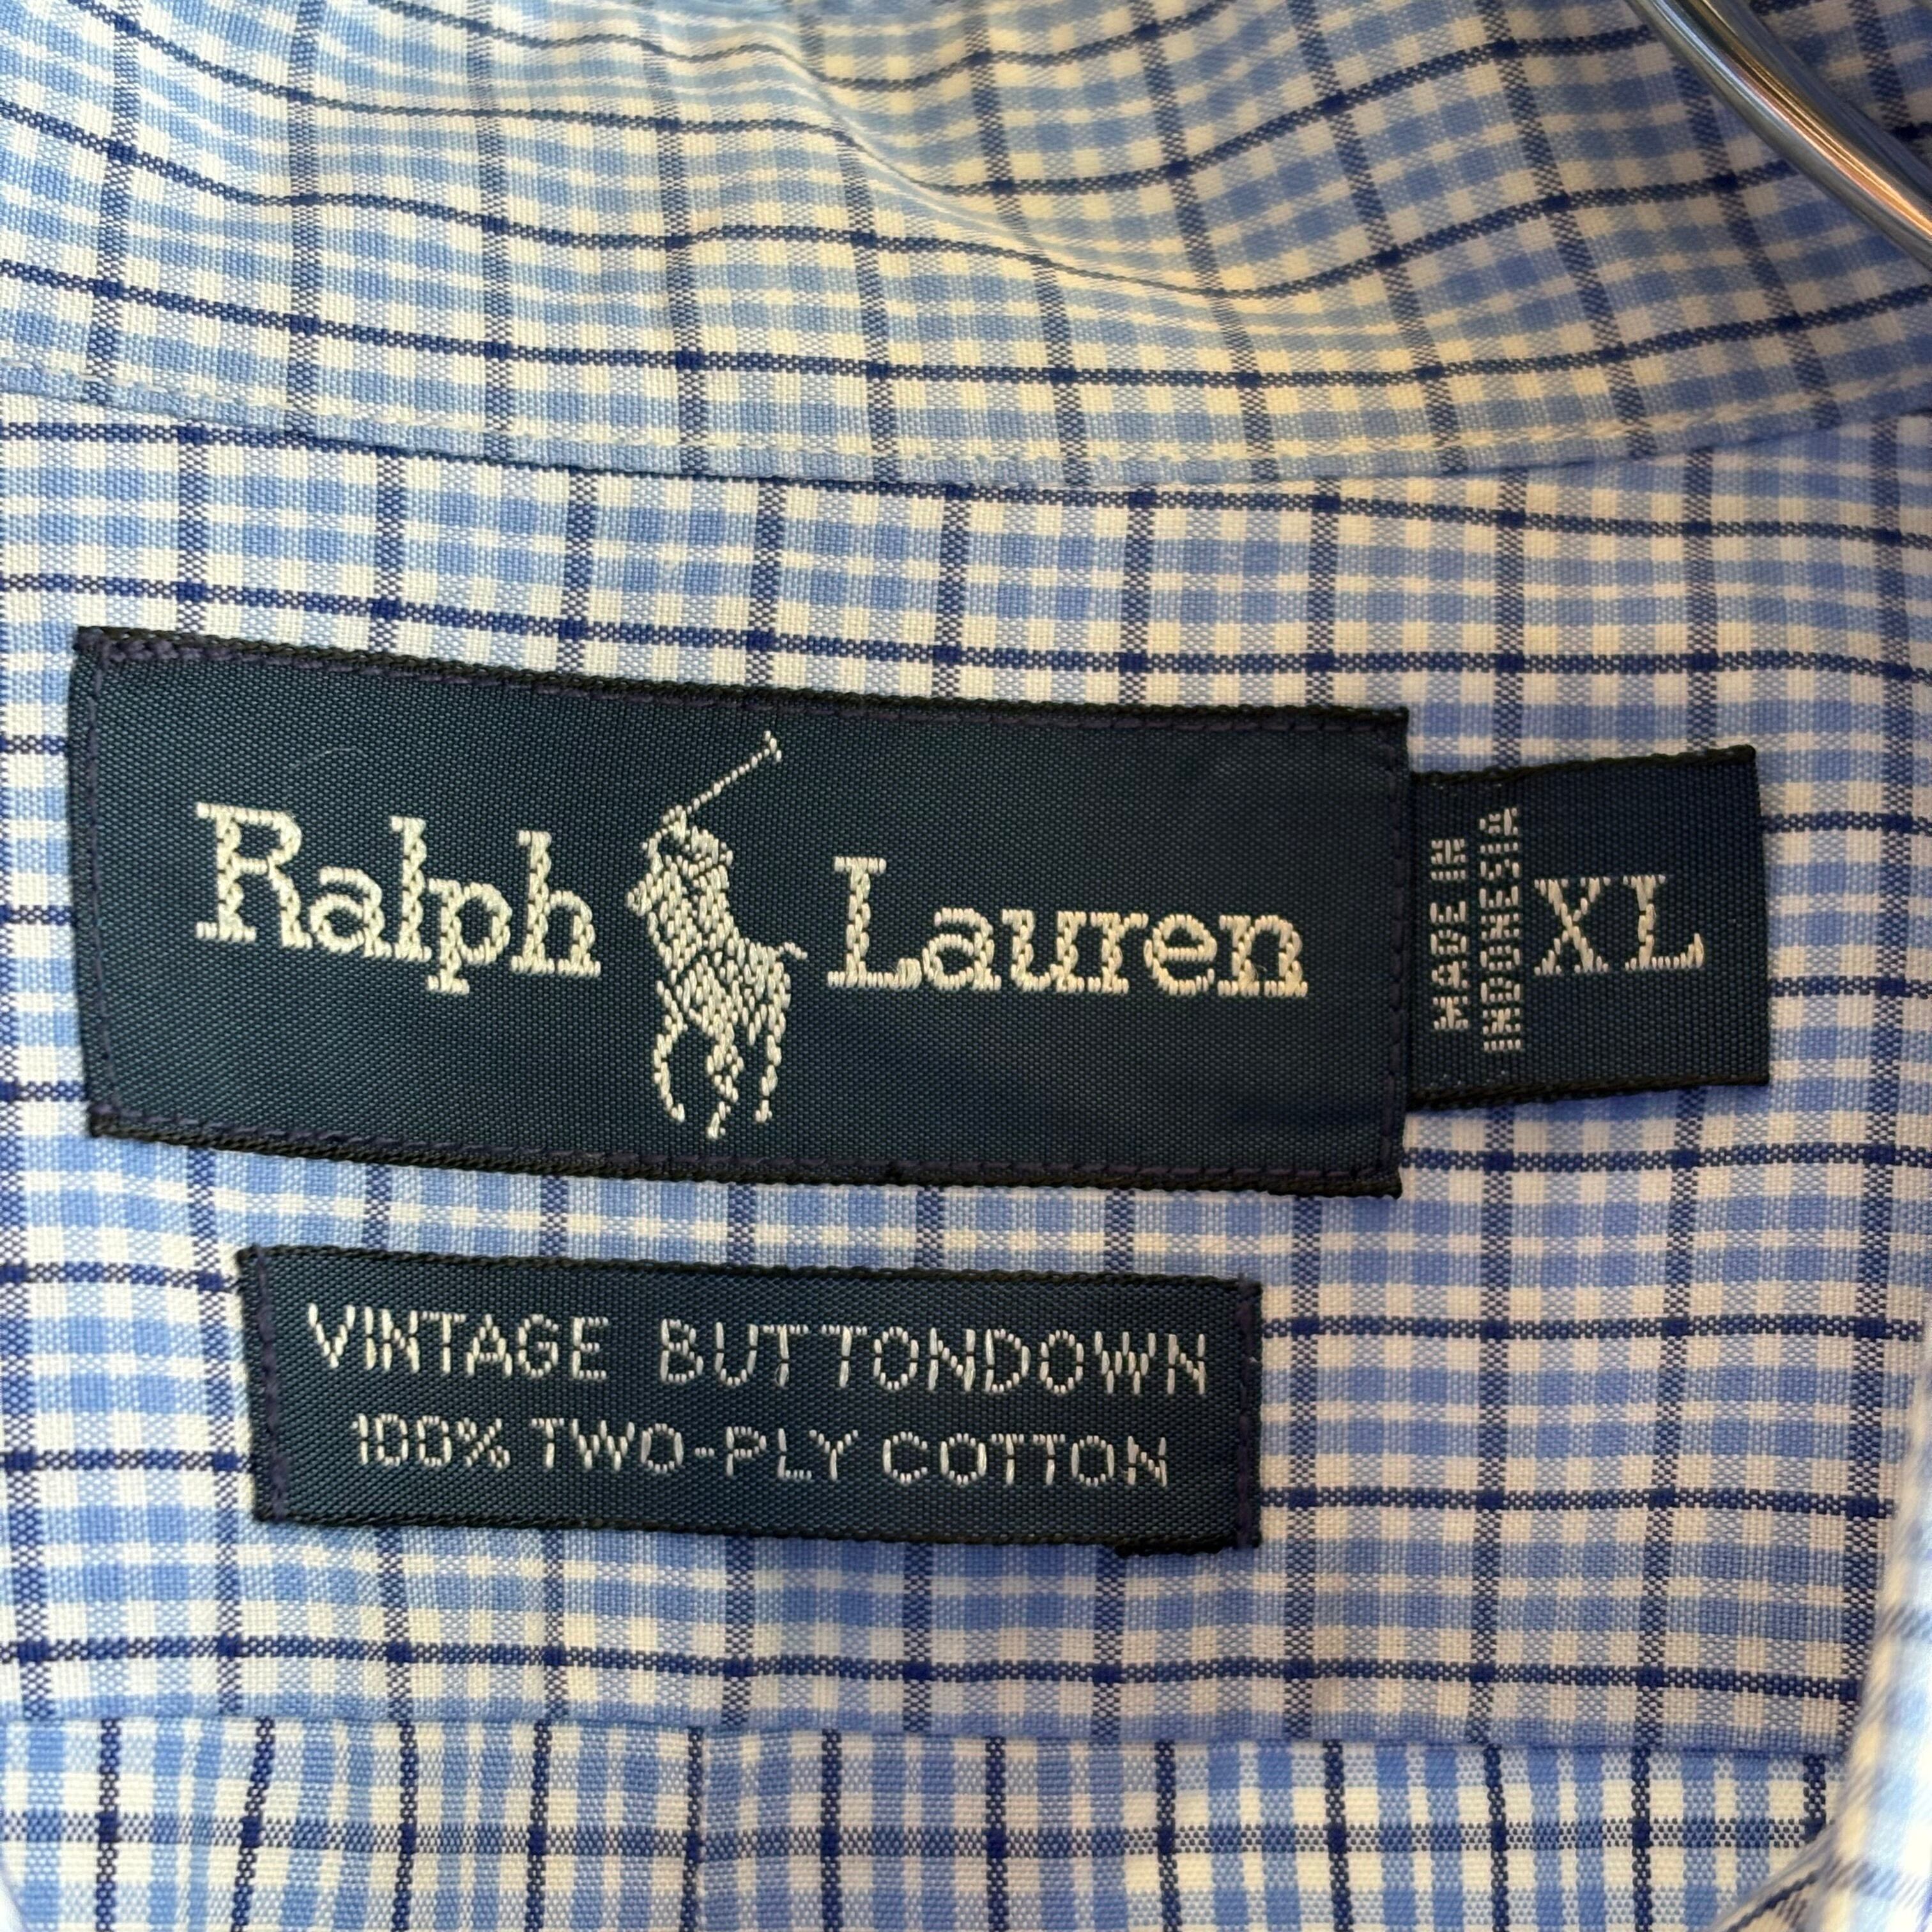 Ralph Lauren
MADE IN
INDONESIA
XL
VINTAGE BUTTONDOWN
100% TWO-PLY COTTON